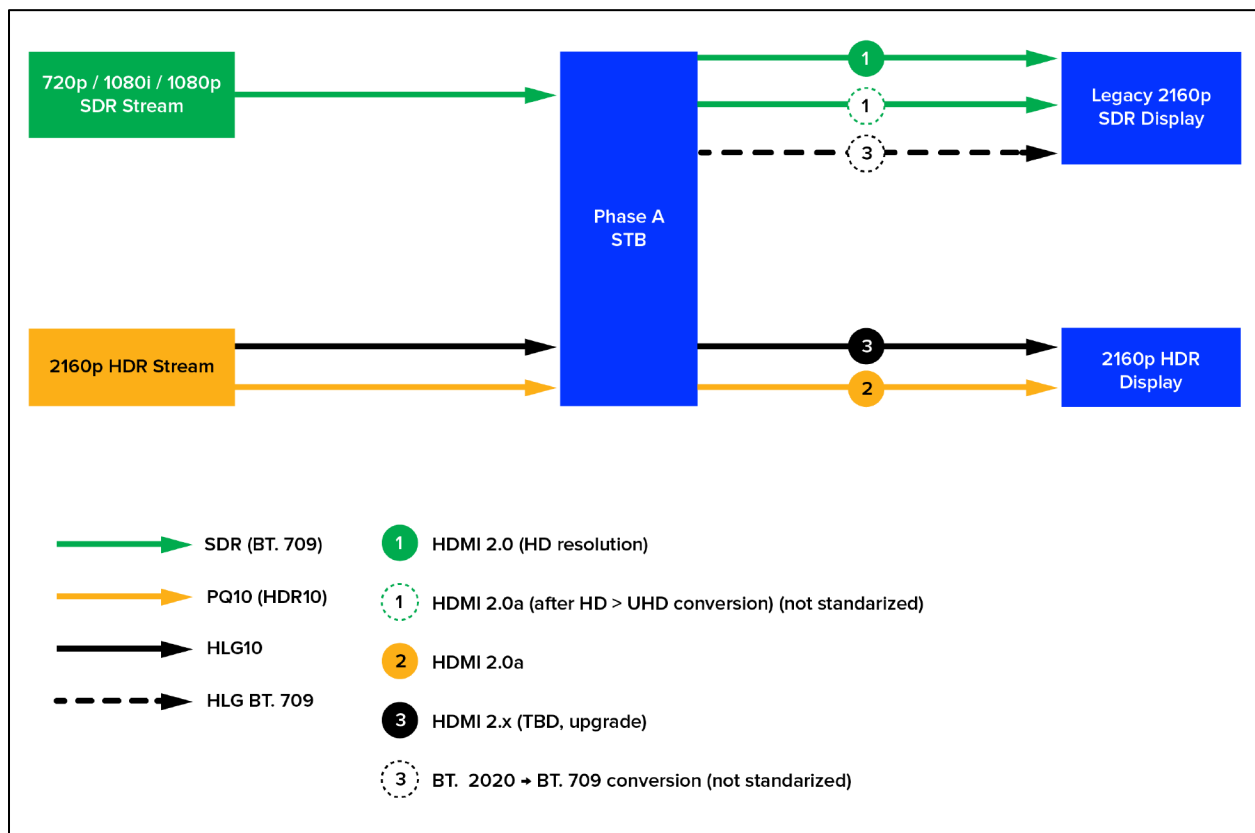 720p / 1080i / 1080p
SDR Stream
1
1
3
Legacy 2160p
SDR Display
Phase A
STB
2160p HDR Stream
3
2
2160p HDR
Display
SDR (BT. 709)
PQ10 (HDR10)
HLG10
HLG BT. 709
1 HDMI 2.0 (HD resolution)
1 HDMI 2.0a (after HD > UHD conversion) (not standarized)
2 HDMI 2.0a
3 HDMI 2.x (TBD, upgrade)
3 BT. 2020 → BT. 709 conversion (not standarized)